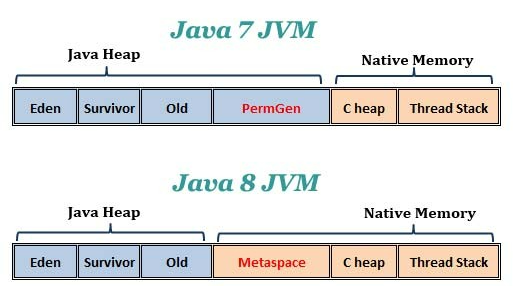 Java 7 JVM
Java Heap
Native Memory
Eden Survivor Old PermGen C heap Thread Stack
Java 8 JVM
Java Heap
Native Memory
Eden Survivor Old Metaspace C heap Thread Stack